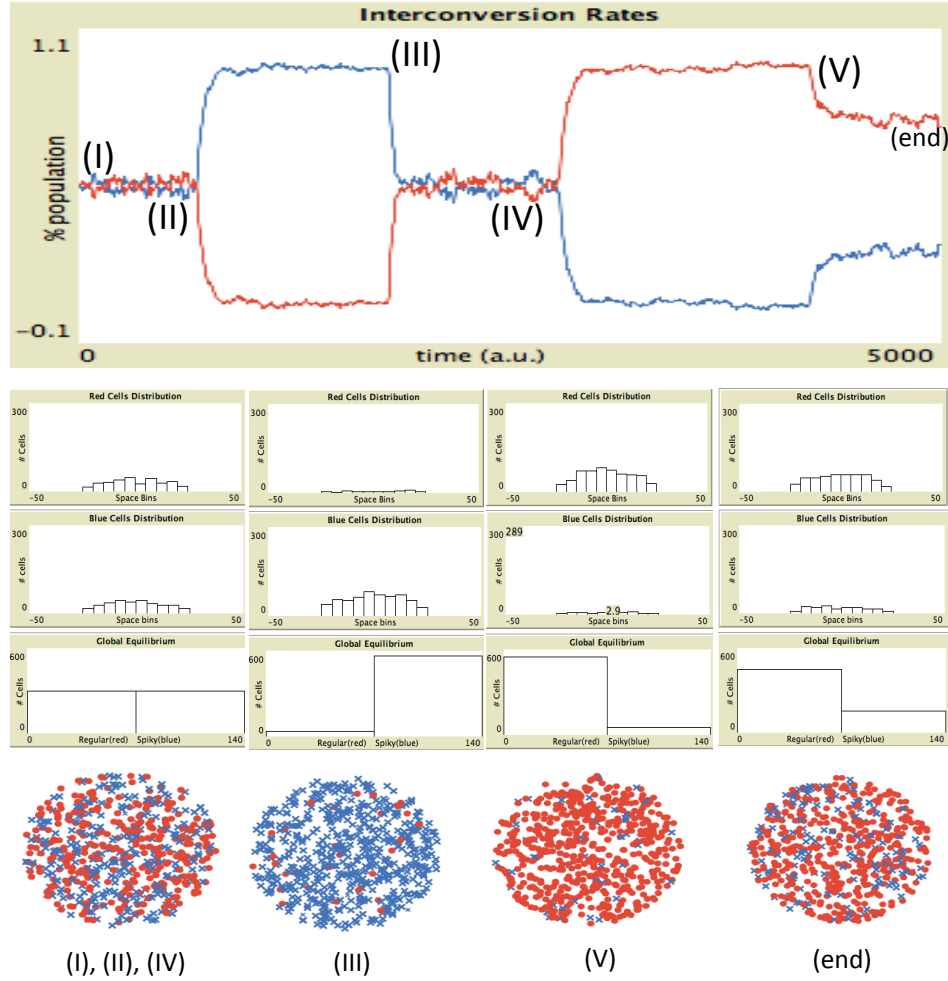 Interconversion Rates
1.1
% population
-0.1
0
time (a.u.)
5000
(I)
(II)
(III)
(IV)
(V)
(end)
Red Cells Distribution
300
# Cells
0
-50
Space Bins
50
Red Cells Distribution
300
# Cells
0
-50
Space Bins
50
Red Cells Distribution
300
# Cells
0
-50
Space Bins
50
Red Cells Distribution
300
# Cells
0
-50
Space Bins
50
Blue Cells Distribution
300
# cells
0
-50
Space bins
50
Blue Cells Distribution
300
# cells
0
-50
Space bins
50
Blue Cells Distribution
300
289
# cells
2.9
0
-50
Space bins
50
Blue Cells Distribution
300
# cells
0
-50
Space bins
50
Global Equilibrium
600
# Cells
0
0
Regular(red)
Spiky(blue)
140
Global Equilibrium
600
# Cells
0
0
Regular(red)
Spiky(blue)
140
Global Equilibrium
600
# Cells
0
0
Regular(red)
Spiky(blue)
140
Global Equilibrium
600
# Cells
0
0
Regular(red)
Spiky(blue)
140
(I), (II), (IV)
(III)
(V)
(end)